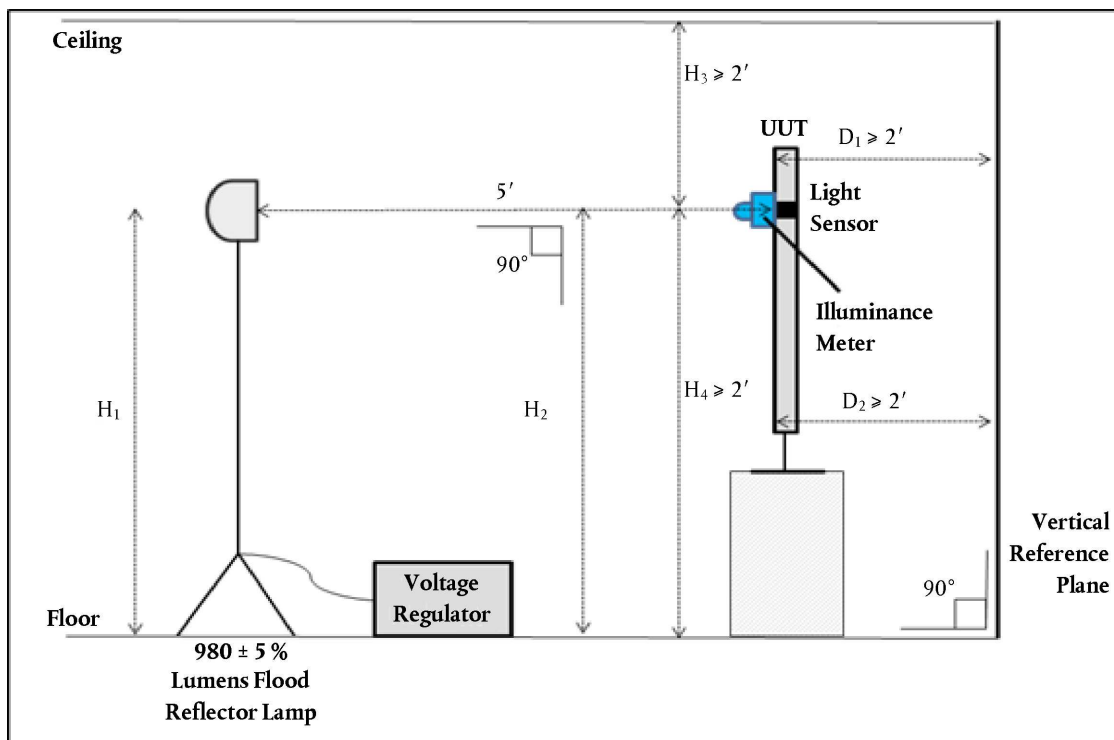 Ceiling
H₃ ⩾ 2′
UUT
D₁ ⩾ 2′
5′
Light
Sensor
90°
Illuminance
Meter
H₁
H₂
H₄ ⩾ 2′
D₂ ⩾ 2′
Vertical
Reference
Plane
90°
Voltage
Regulator
Floor
980 ± 5 %
Lumens Flood
Reflector Lamp